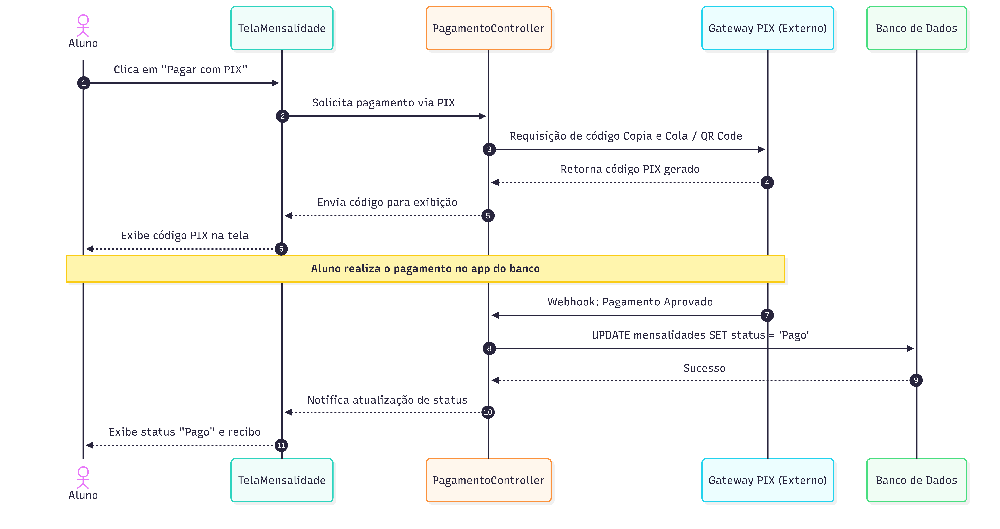 Aluno
TelaMensalidade
PagamentoController
Gateway PIX (Externo)
Banco de Dados
Clica em "Pagar com PIX"
1
Solicita pagamento via PIX
2
Requisição de código Copia e Cola / QR Code
3
Retorna código PIX gerado
4
Envia código para exibição
5
Exibe código PIX na tela
6
Aluno realiza o pagamento no app do banco
Webhook: Pagamento Aprovado
7
UPDATE mensalidades SET status = 'Pago'
8
Sucesso
9
Notifica atualização de status
10
Exibe status "Pago" e recibo
11
Aluno
TelaMensalidade
PagamentoController
Gateway PIX (Externo)
Banco de Dados